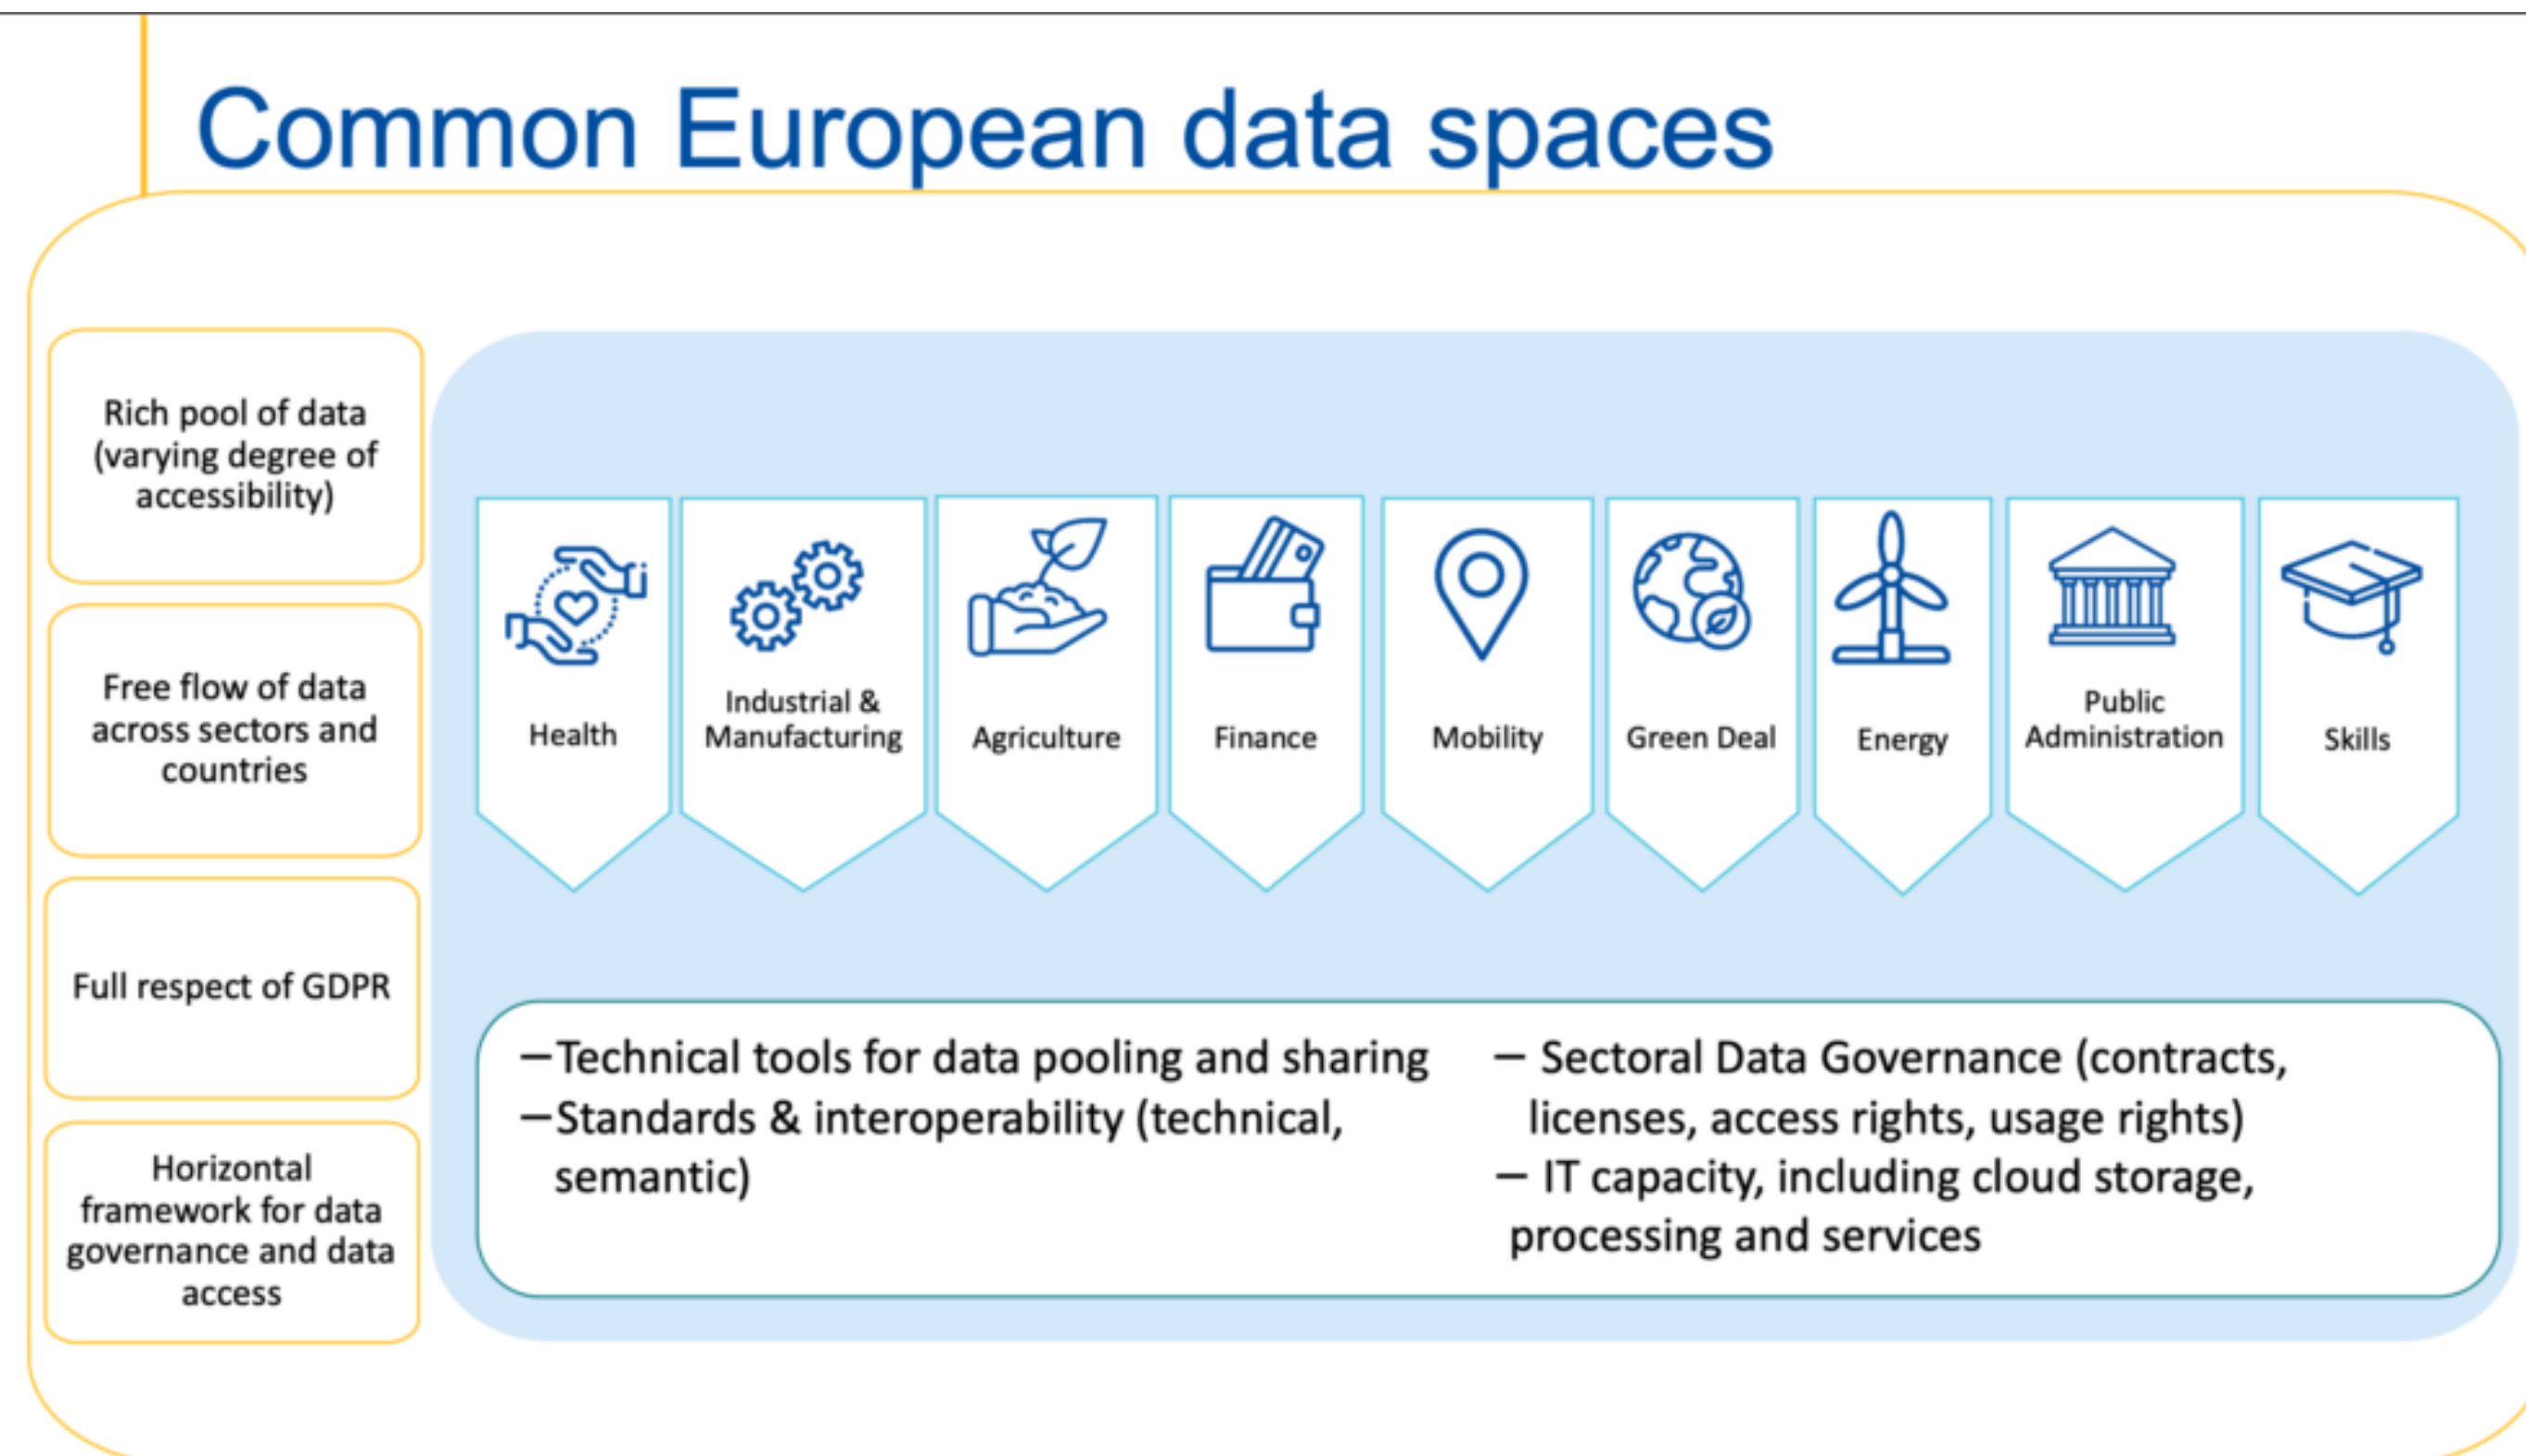 Common European data spaces
Rich pool of data
(varying degree of
accessibility)
Free flow of data
across sectors and
countries
Full respect of GDPR
Horizontal
framework for data
governance and data
access
Health
Industrial &
Manufacturing
Agriculture
Finance
Mobility
Green Deal
Energy
Public
Administration
Skills
—Technical tools for data pooling and sharing
—Standards & interoperability (technical,
semantic)
— Sectoral Data Governance (contracts,
licenses, access rights, usage rights)
— IT capacity, including cloud storage,
processing and services